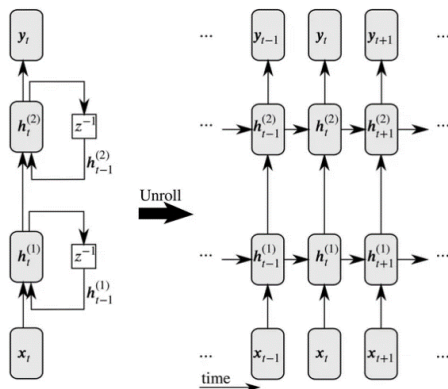 y_t ... y_{t-1} y_t y_{t+1} ...
h_t^{(2)} z^{-1} ... h_{t-1}^{(2)} h_t^{(2)} h_{t+1}^{(2)} ...
h_{t-1}^{(2)}
Unroll
h_t^{(1)} z^{-1} ... h_{t-1}^{(1)} h_t^{(1)} h_{t+1}^{(1)} ...
h_{t-1}^{(1)}
x_t ... x_{t-1} x_t x_{t+1} ...
time